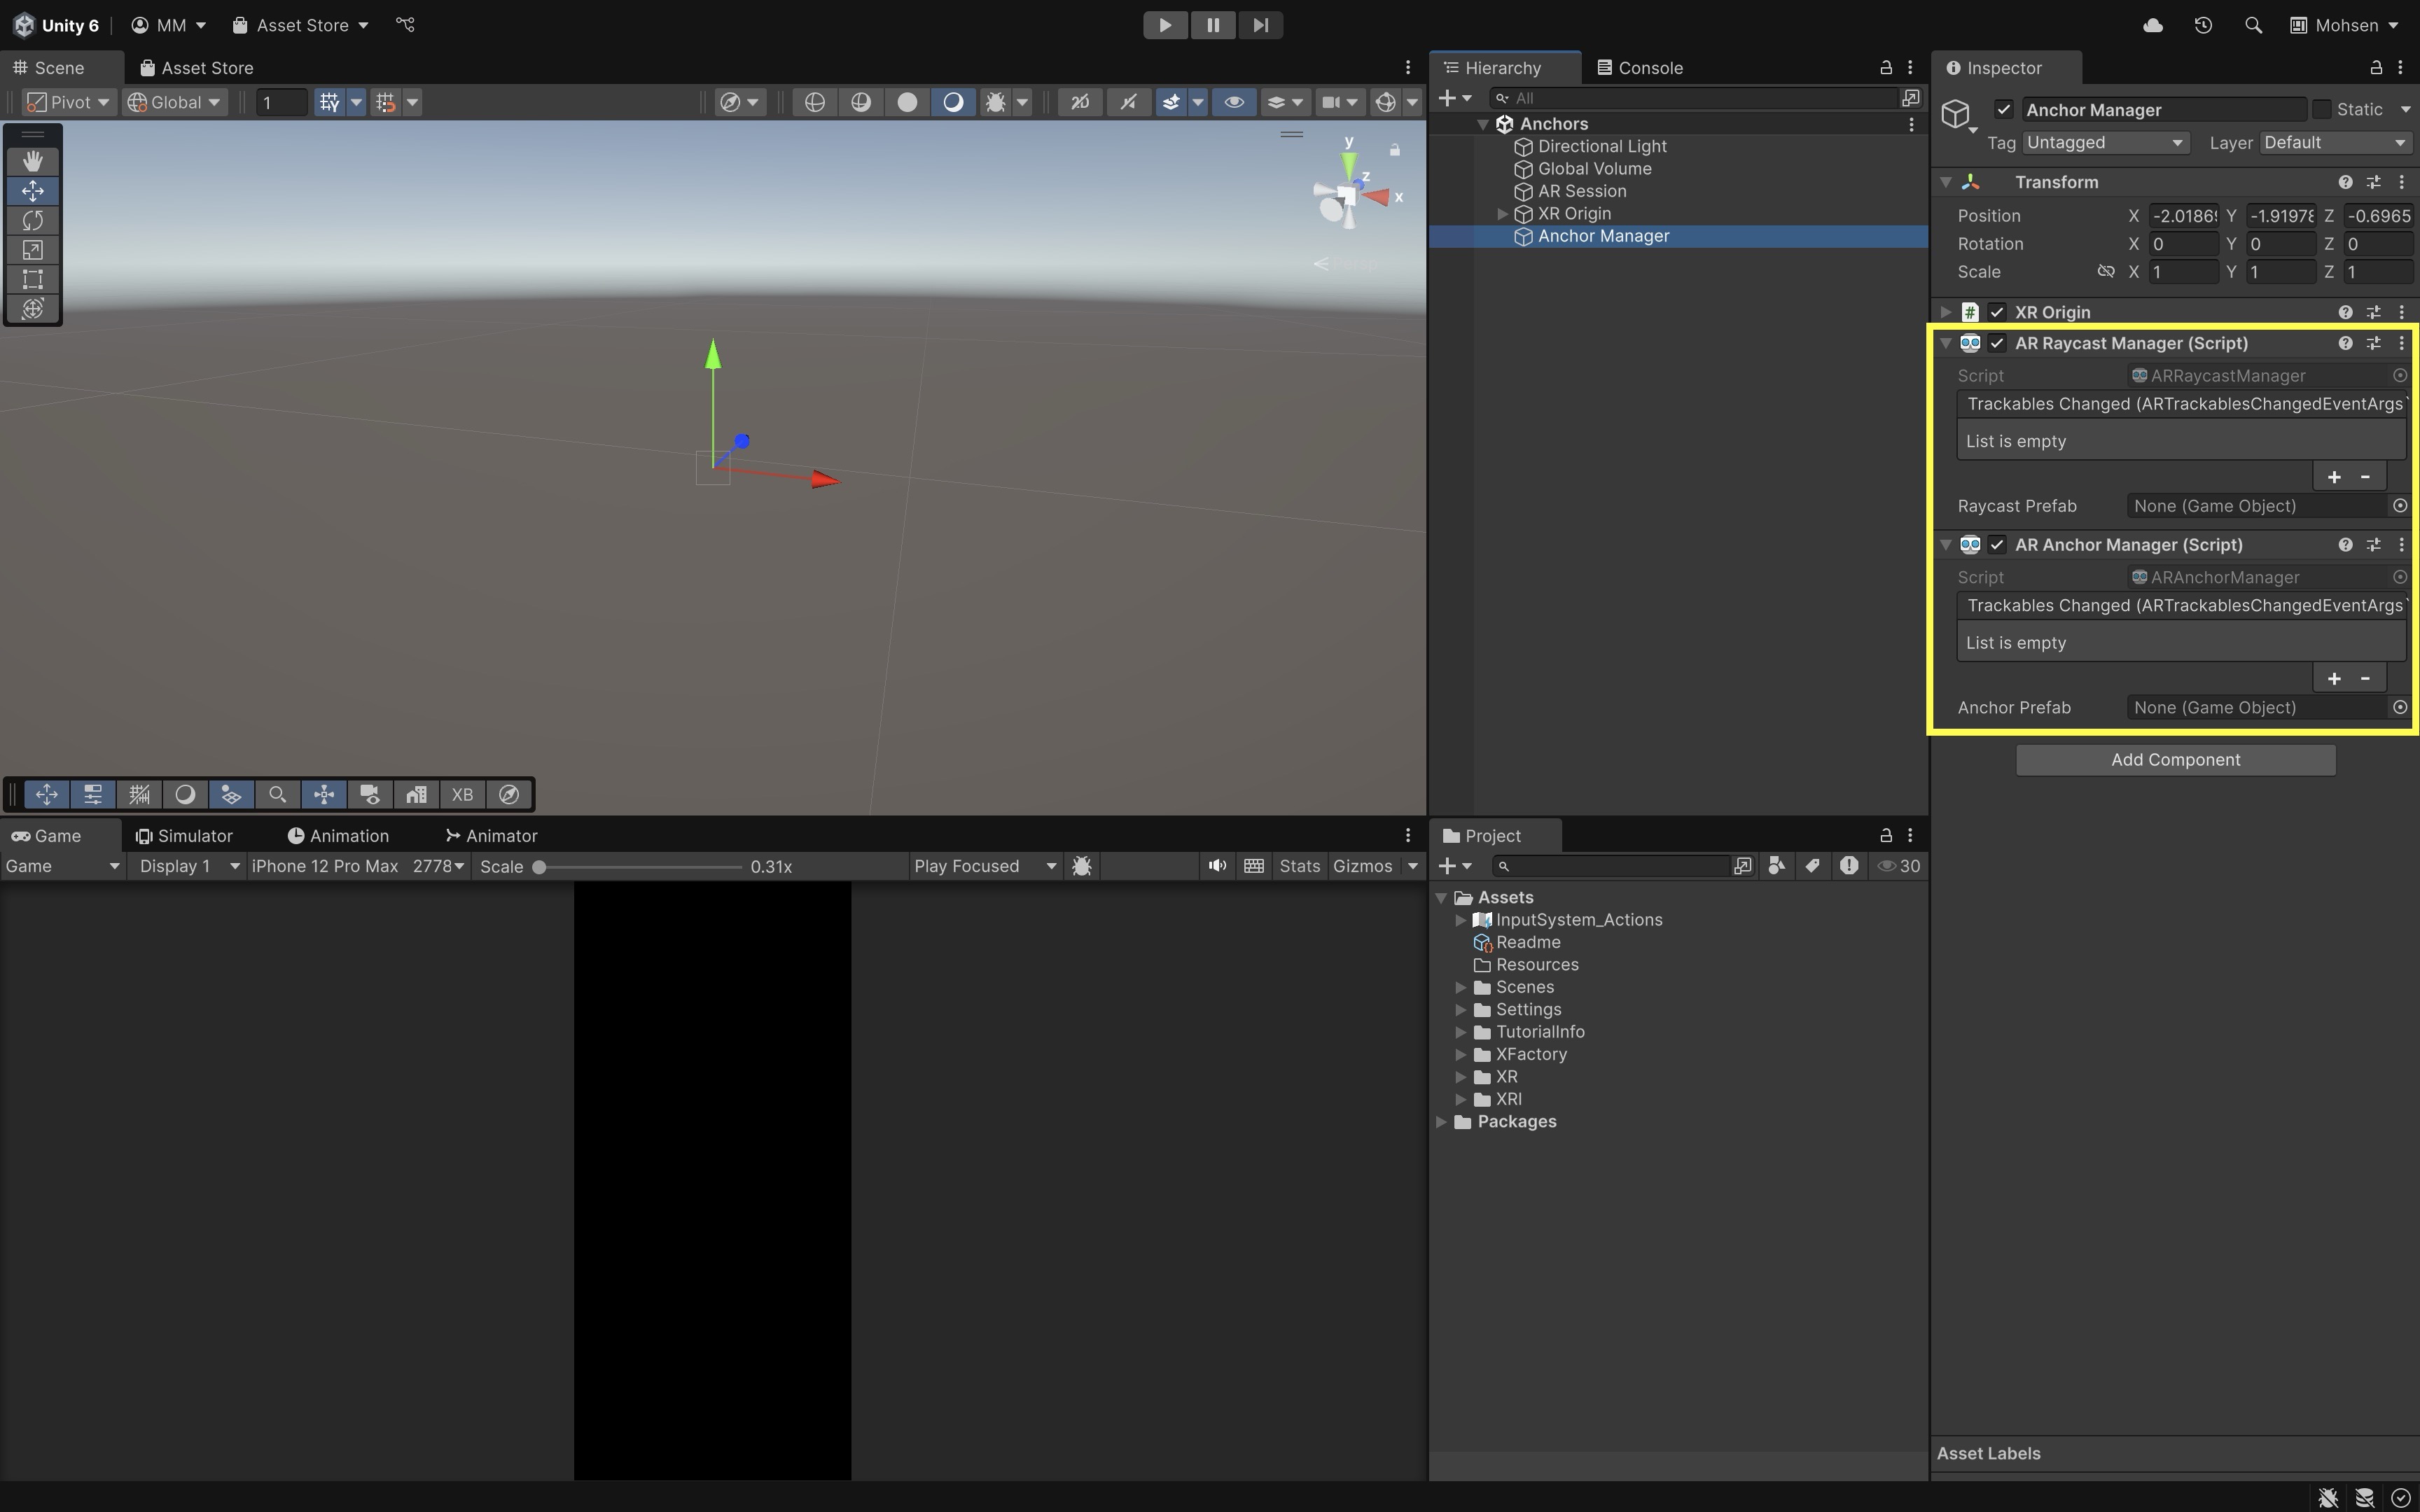 Unity 6 MM Asset Store Mohsen
Scene Asset Store
Pivot Global 1 2D
y
z
x
Hierarchy Console
All
Anchors
Directional Light
Global Volume
AR Session
XR Origin
Anchor Manager
Inspector
Anchor Manager Static
Tag Untagged Layer Default
Transform
Position X -2.0186 Y -1.9197 Z -0.6965
Rotation X 0 Y 0 Z 0
Scale X 1 Y 1 Z 1
XR Origin
AR Raycast Manager (Script)
Script ARRaycastManager
Trackables Changed (ARTrackablesChangedEventArgs`
List is empty
+ -
Raycast Prefab None (Game Object)
AR Anchor Manager (Script)
Script ARAnchorManager
Trackables Changed (ARTrackablesChangedEventArgs`
List is empty
+ -
Anchor Prefab None (Game Object)
Add Component
XB
Game Simulator Animation Animator
Game Display 1 iPhone 12 Pro Max 2778 Scale 0.31x Play Focused Stats Gizmos
Project
30
Assets
InputSystem_Actions
Readme
Resources
Scenes
Settings
TutorialInfo
XFactory
XR
XRI
Packages
Asset Labels